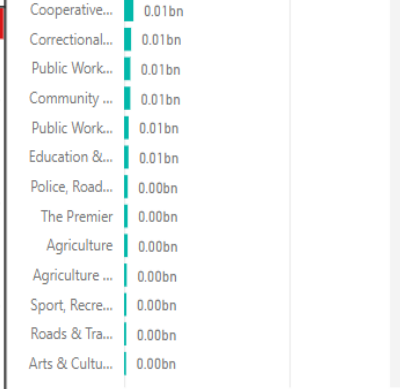 Cooperative... 0.01bn
Correctional... 0.01bn
Public Work... 0.01bn
Community ... 0.01bn
Public Work... 0.01bn
Education &... 0.01bn
Police, Road... 0.00bn
The Premier 0.00bn
Agriculture 0.00bn
Agriculture ... 0.00bn
Sport, Recre... 0.00bn
Roads & Tra... 0.00bn
Arts & Cultu... 0.00bn